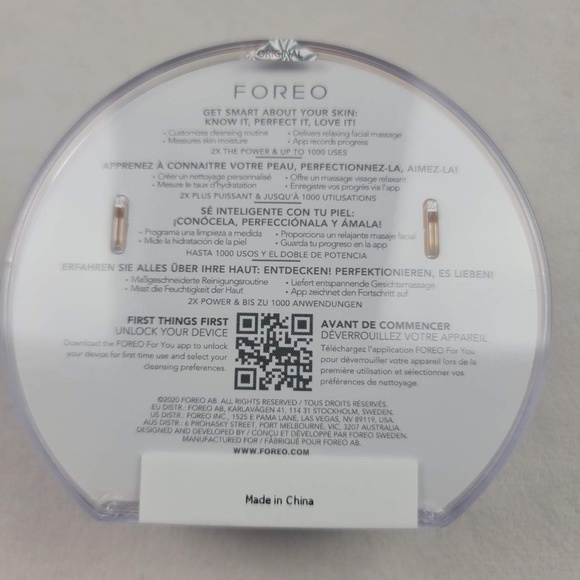 ORIGINAL
FOREO
GET SMART ABOUT YOUR SKIN:
KNOW IT, PERFECT IT, LOVE IT!
• Customizes cleansing routine • Delivers relaxing facial massage
• Measures skin moisture • App records progress
2X THE POWER & UP TO 1000 USES
APPRENEZ À CONNAITRE VOTRE PEAU, PERFECTIONNEZ-LA, AIMEZ-LA!
• Créer un nettoyage personnalisé • Offre un massage visage relaxant
• Mesure le taux d'hydratation • Enregistre vos progrès via l'app
2X PLUS PUISSANT & JUSQU'À 1000 UTILISATIONS
SÉ INTELIGENTE CON TU PIEL:
¡CONÓCELA, PERFECCIÓNALA Y ÁMALA!
• Programa una limpieza a medida • Proporciona un relajante masaje facial
• Mide la hidratación de la piel • Guarda tu progreso en la app
HASTA 1000 USOS Y EL DOBLE DE POTENCIA
ERFAHREN SIE ALLES ÜBER IHRE HAUT: ENTDECKEN! PERFEKTIONIEREN, ES LIEBEN!
• Maßgeschneiderte Reinigungsroutine • Liefert entspannende Gesichtsmassage
• Misst die Feuchtigkeit der Haut • App zeichnet den Fortschritt auf
2X POWER & BIS ZU 1000 ANWENDUNGEN
FIRST THINGS FIRST
UNLOCK YOUR DEVICE
Download the FOREO For You app to unlock
your device for first time use and select your
cleansing preferences.
AVANT DE COMMENCER
DÉVERROUILLEZ VOTRE APPAREIL
Téléchargez l'application FOREO For You
pour déverrouiller votre appareil lors de la
première utilisation et sélectionner vos
préférences de nettoyage.
©2020 FOREO AB. ALL RIGHTS RESERVED / TOUS DROITS RÉSERVÉS.
EU DISTR.: FOREO AB, KARLAVÄGEN 41, 114 31 STOCKHOLM, SWEDEN.
US DISTR.: FOREO INC., 1525 E PAMA LANE, LAS VEGAS, NV 89119, USA.
AUS DISTR.: 6 PROHASKY STREET, PORT MELBOURNE, VIC, 3207 AUSTRALIA.
DESIGNED AND DEVELOPED BY / CONÇU ET DÉVELOPPÉ PAR FOREO SWEDEN.
MANUFACTURED FOR / FABRIQUÉ POUR FOREO AB.
WWW.FOREO.COM
Made in China